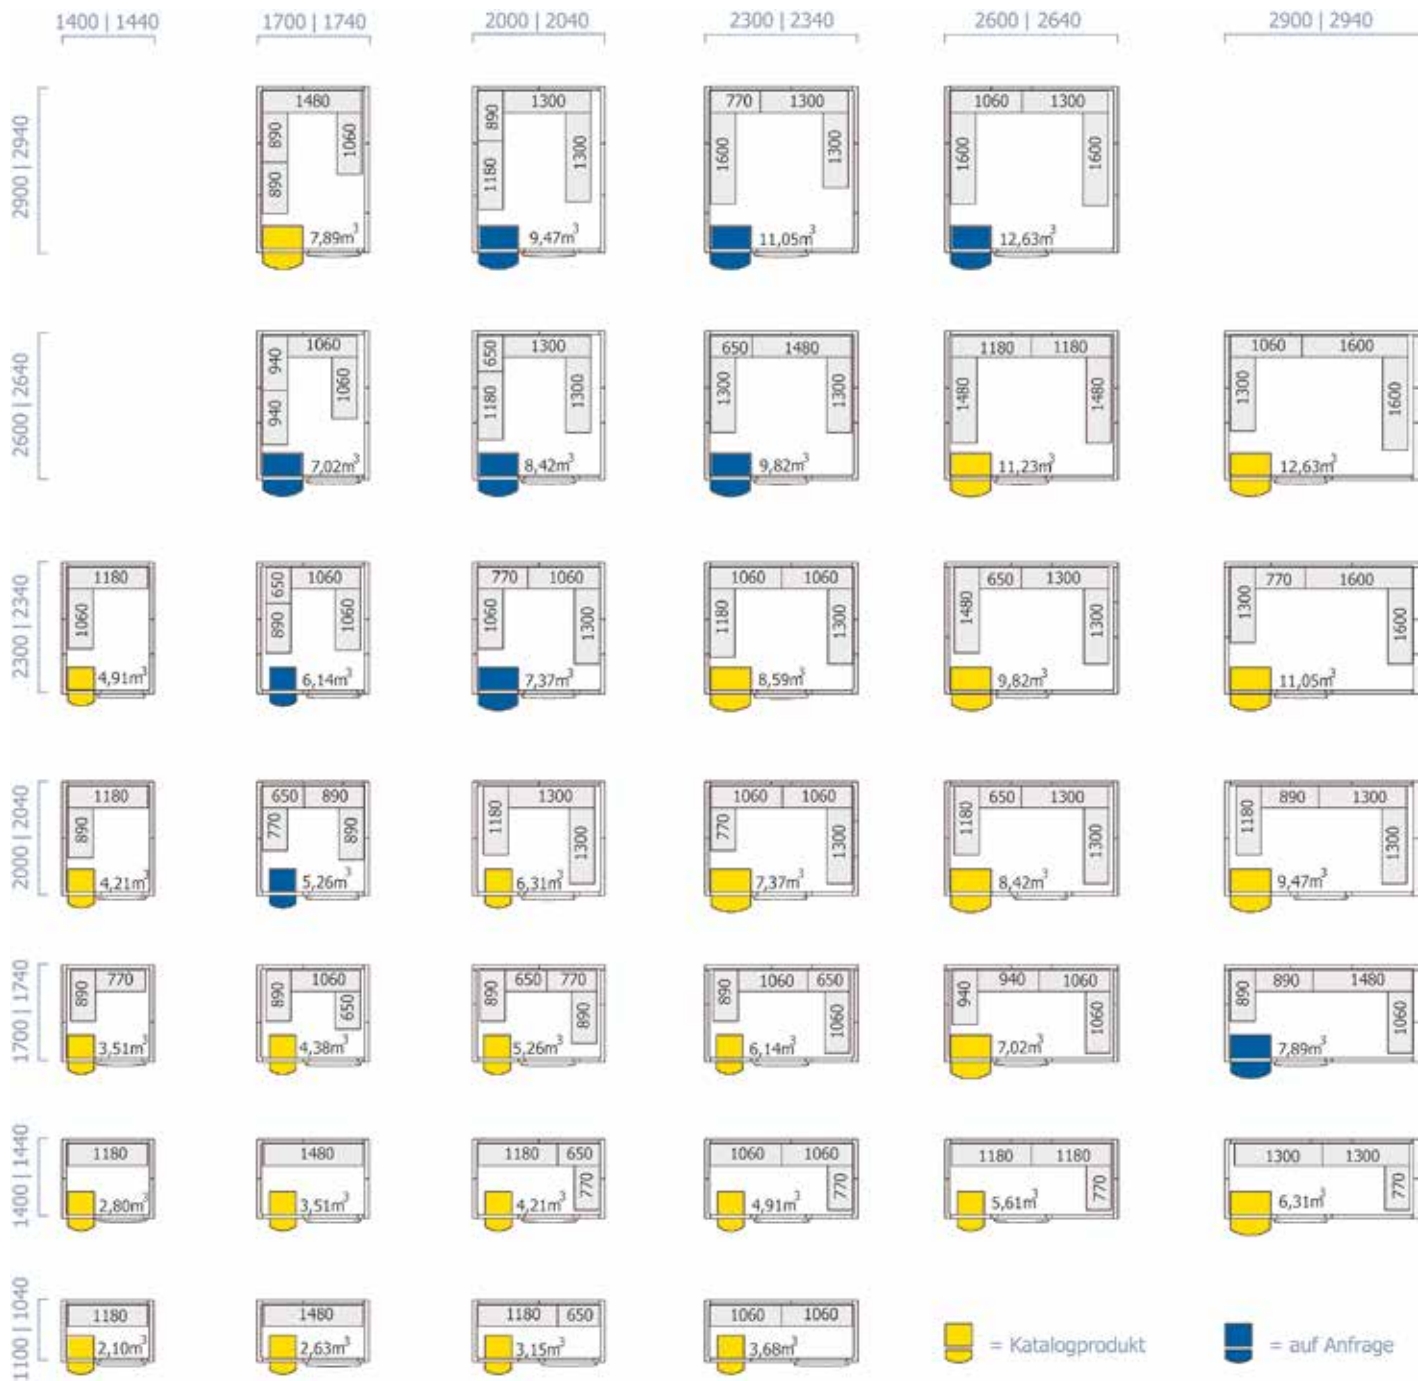 1400 | 1440 1700 | 1740 2000 | 2040 2300 | 2340 2600 | 2640 2900 | 2940
2900 | 2940
1480
890
890
1060
7,89m³
1300
890
1180
1300
9,47m³
770 1300
1600
1300
11,05m³
1060 1300
1600
1600
12,63m³
2600 | 2640
1060
940
940
1060
7,02m³
650
1300
1180
1300
8,42m³
650 1480
1300
1300
9,82m³
1180 1180
1480
1480
11,23m³
1060 1600
1300
1600
12,63m³
2300 | 2340
1180
1060
4,91m³
650
1060
890
1060
6,14m³
770 1060
1060
1300
7,37m³
1060 1060
1180
1300
8,59m³
650 1300
1480
1300
9,82m³
770 1600
1300
1600
11,05m³
2000 | 2040
1180
890
4,21m³
650 890
770
890
5,26m³
1300
1180
1300
6,31m³
1060 1060
770
1300
7,37m³
650 1300
1180
1300
8,42m³
890 1300
1180
1300
9,47m³
1700 | 1740
770
890
3,51m³
1060
890
650
4,38m³
650 770
890
890
5,26m³
1060 650
890
1060
6,14m³
940 1060
940
1060
7,02m³
890 1480
890
1060
7,89m³
1400 | 1440
1180
2,80m³
1480
3,51m³
1180 650
770
4,21m³
1060 1060
770
4,91m³
1180 1180
770
5,61m³
1300 1300
770
6,31m³
1100 | 1040
1180
2,10m³
1480
2,63m³
1180 650
3,15m³
1060 1060
3,68m³
= Katalogprodukt
= auf Anfrage